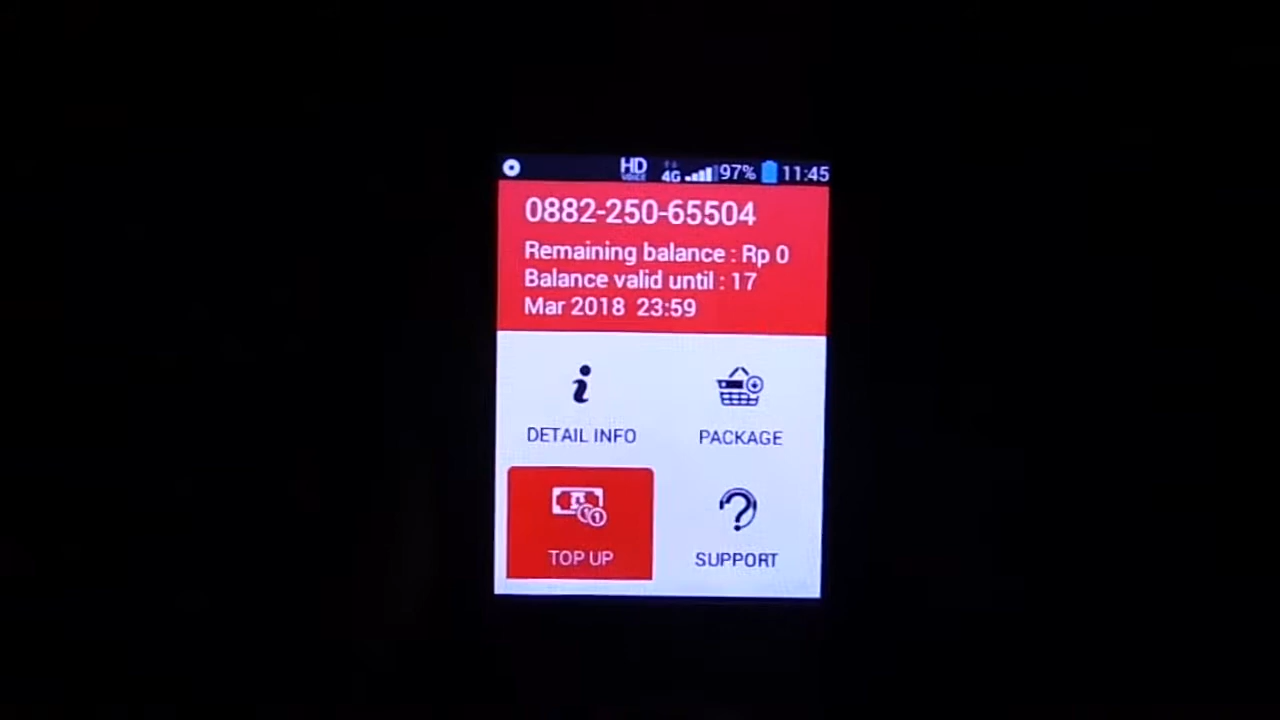 HD VOICE 4G 97% 11:45
0882-250-65504
Remaining balance : Rp 0
Balance valid until : 17
Mar 2018 23:59
DETAIL INFO PACKAGE
TOP UP SUPPORT